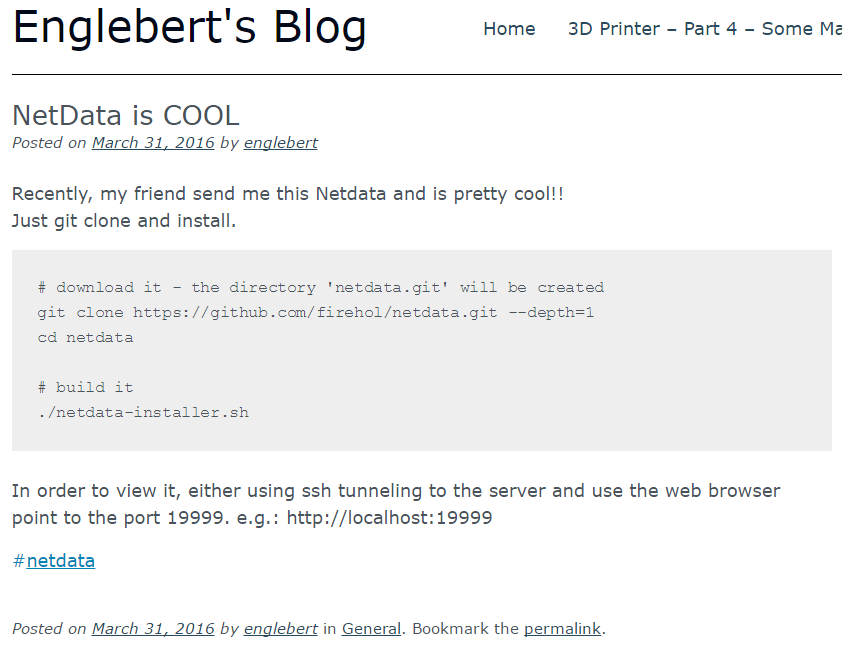 Englebert's Blog
Home 3D Printer – Part 4 – Some Ma
NetData is COOL
Posted on March 31, 2016 by englebert
Recently, my friend send me this Netdata and is pretty cool!!
Just git clone and install.
# download it - the directory 'netdata.git' will be created
git clone https://github.com/firehol/netdata.git --depth=1
cd netdata
# build it
./netdata-installer.sh
In order to view it, either using ssh tunneling to the server and use the web browser
point to the port 19999. e.g.: http://localhost:19999
#netdata
Posted on March 31, 2016 by englebert in General. Bookmark the permalink.